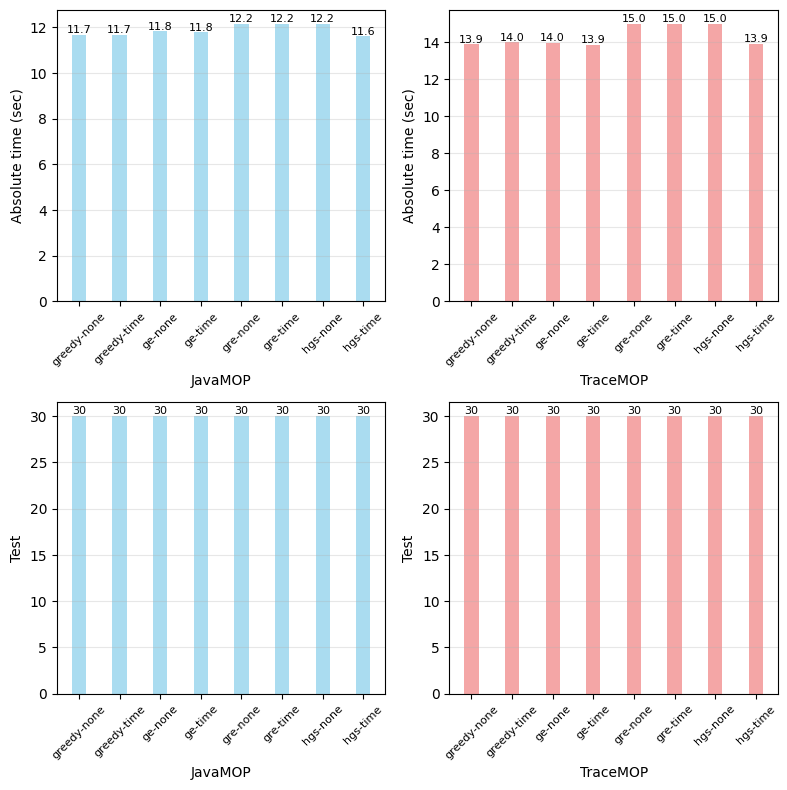 Absolute time (sec)
12
10
8
6
4
2
0
11.7 11.7 11.8 11.8 12.2 12.2 12.2 11.6
greedy-none greedy-time ge-none ge-time gre-none gre-time hgs-none hgs-time
JavaMOP
Absolute time (sec)
14
12
10
8
6
4
2
0
13.9 14.0 14.0 13.9 15.0 15.0 15.0 13.9
greedy-none greedy-time ge-none ge-time gre-none gre-time hgs-none hgs-time
TraceMOP
Test
30
25
20
15
10
5
0
30 30 30 30 30 30 30 30
greedy-none greedy-time ge-none ge-time gre-none gre-time hgs-none hgs-time
JavaMOP
Test
30
25
20
15
10
5
0
30 30 30 30 30 30 30 30
greedy-none greedy-time ge-none ge-time gre-none gre-time hgs-none hgs-time
TraceMOP